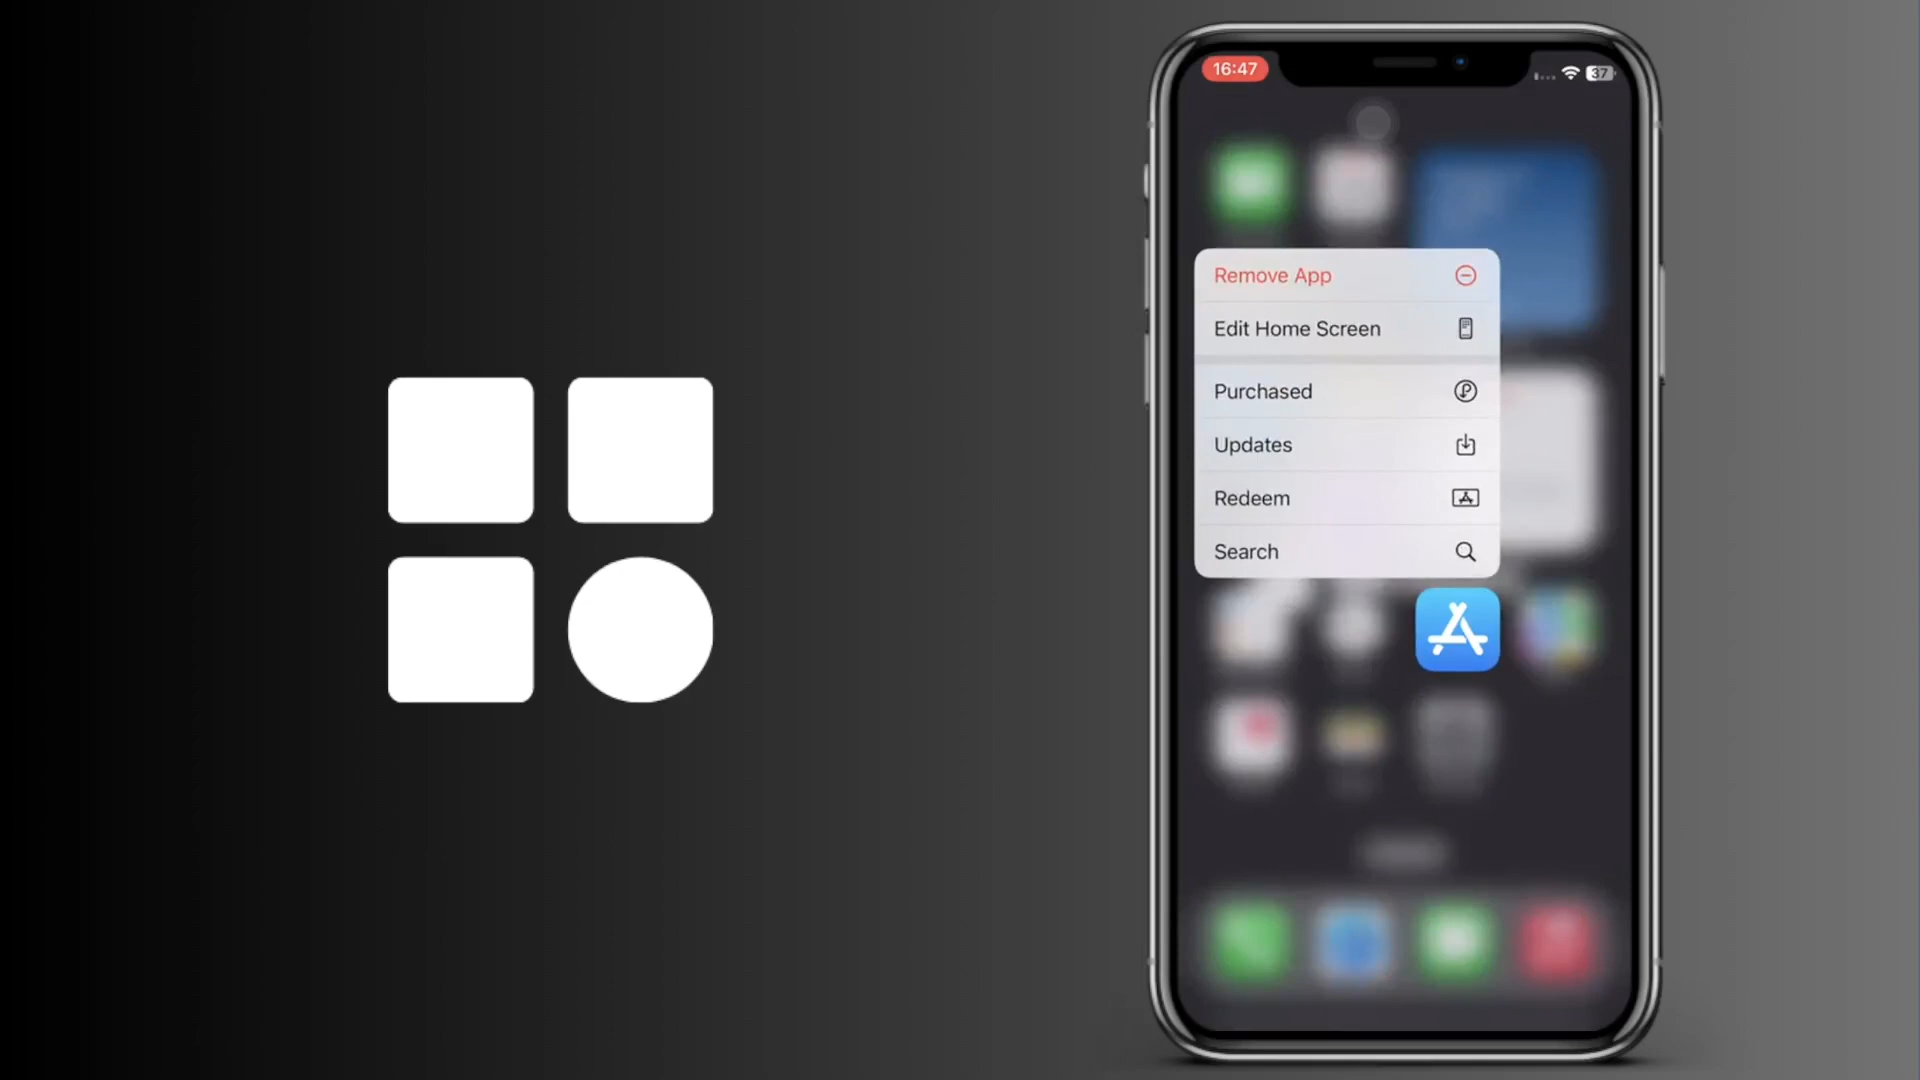 16:47
37
Remove App
Edit Home Screen
Purchased
Updates
Redeem
Search